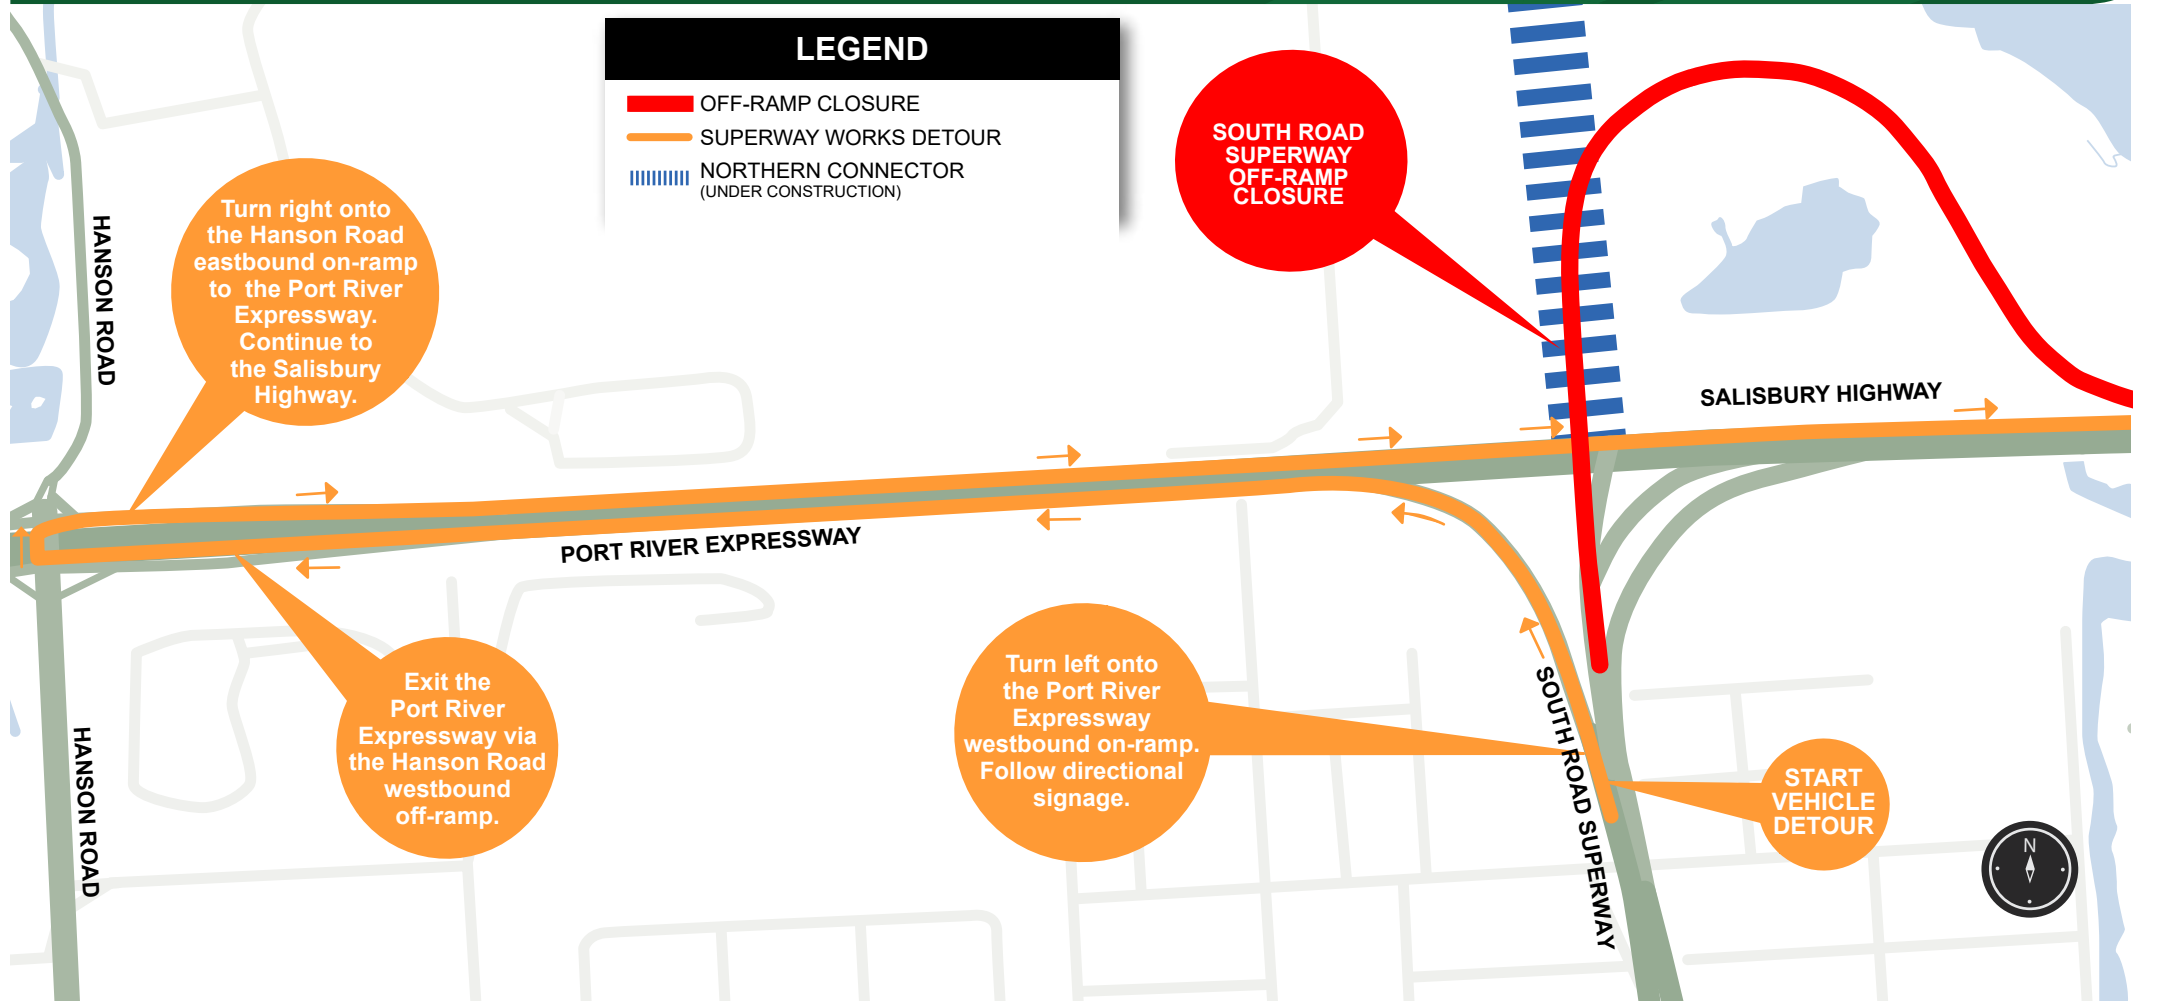 LEGEND
OFF-RAMP CLOSURE
SUPERWAY WORKS DETOUR
NORTHERN CONNECTOR
(UNDER CONSTRUCTION)
SOUTH ROAD
SUPERWAY
OFF-RAMP
CLOSURE
Turn right onto
the Hanson Road
eastbound on-ramp
to the Port River
Expressway.
Continue to
the Salisbury
Highway.
HANSON ROAD
SALISBURY HIGHWAY
PORT RIVER EXPRESSWAY
Exit the
Port River
Expressway via
the Hanson Road
westbound
off-ramp.
Turn left onto
the Port River
Expressway
westbound on-ramp.
Follow directional
signage.
SOUTH ROAD SUPERWAY
START
VEHICLE
DETOUR
HANSON ROAD
N